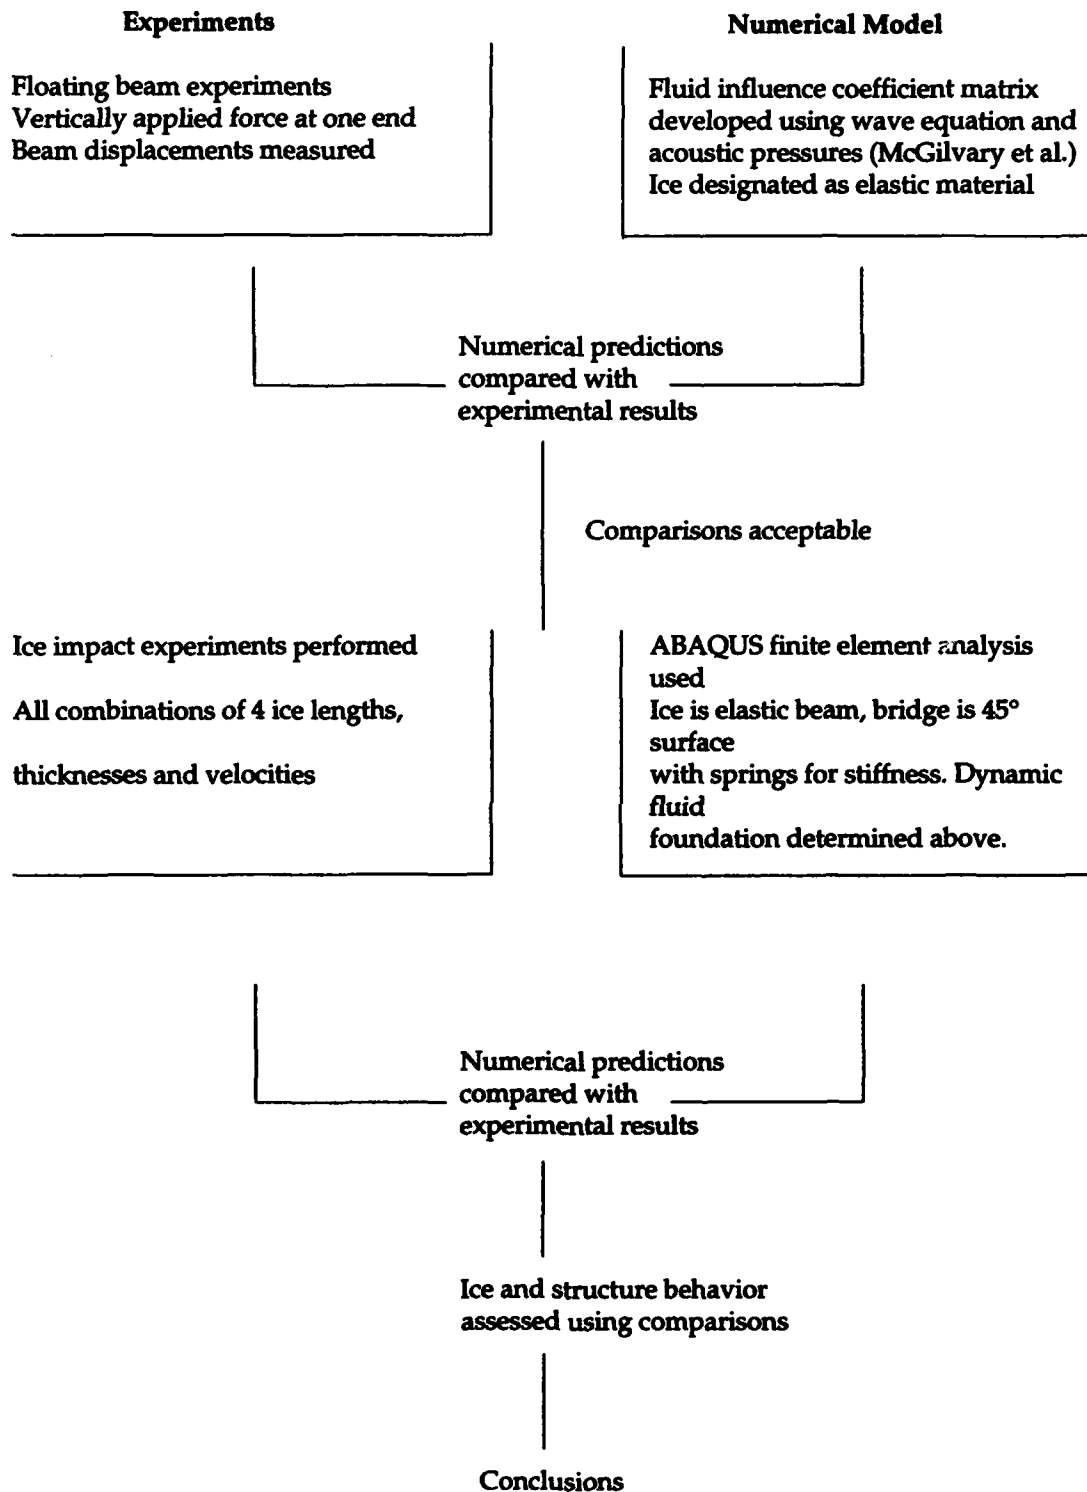 Experiments
Floating beam experiments
Vertically applied force at one end
Beam displacements measured
Numerical Model
Fluid influence coefficient matrix
developed using wave equation and
acoustic pressures (McGilvary et al.)
Ice designated as elastic material
Numerical predictions
compared with
experimental results
Comparisons acceptable
Ice impact experiments performed
All combinations of 4 ice lengths,
thicknesses and velocities
ABAQUS finite element analysis
used
Ice is elastic beam, bridge is 45°
surface
with springs for stiffness. Dynamic
fluid
foundation determined above.
Numerical predictions
compared with
experimental results
Ice and structure behavior
assessed using comparisons
Conclusions